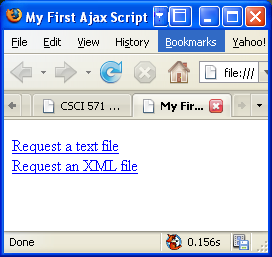 My First Ajax Script
File Edit View History Bookmarks Yahoo!
file:///
CSCI 571 ... My Fir...
Request a text file
Request an XML file
Done 0.156s